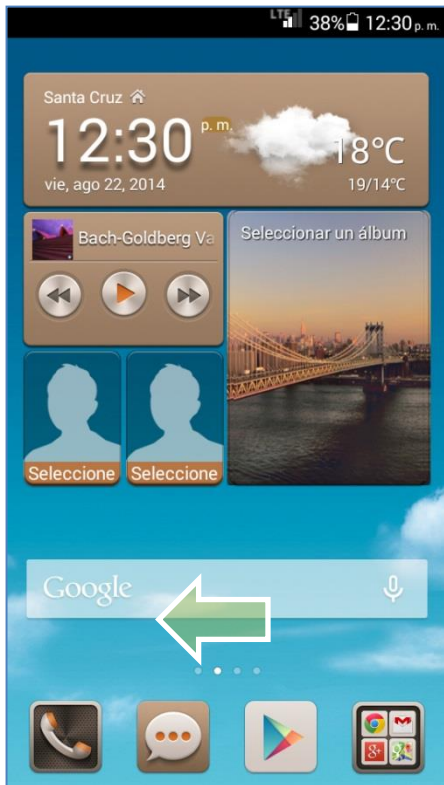 LTE 38% 12:30 p. m.
Santa Cruz
12:30 p. m.
18°C
vie, ago 22, 2014
19/14°C
Bach-Goldberg Va
Seleccionar un álbum
Seleccione
Seleccione
Google